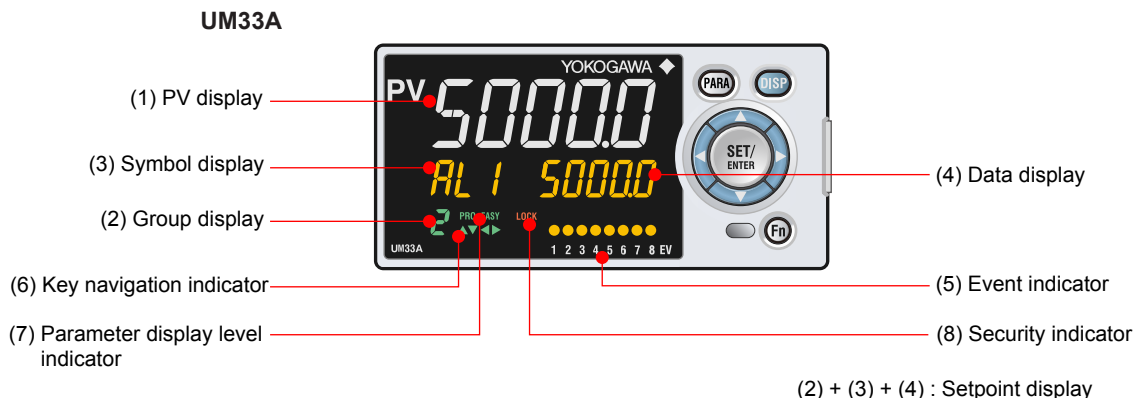 UM33A
YOKOGAWA
PV 5000.0
AL1 5000.0
2 PRO EASY LOCK
UM33A 1 2 3 4 5 6 7 8 EV
PARA DISP
SET/
ENTER
Fn
(1) PV display
(3) Symbol display
(2) Group display
(6) Key navigation indicator
(7) Parameter display level
indicator
(4) Data display
(5) Event indicator
(8) Security indicator
(2) + (3) + (4) : Setpoint display